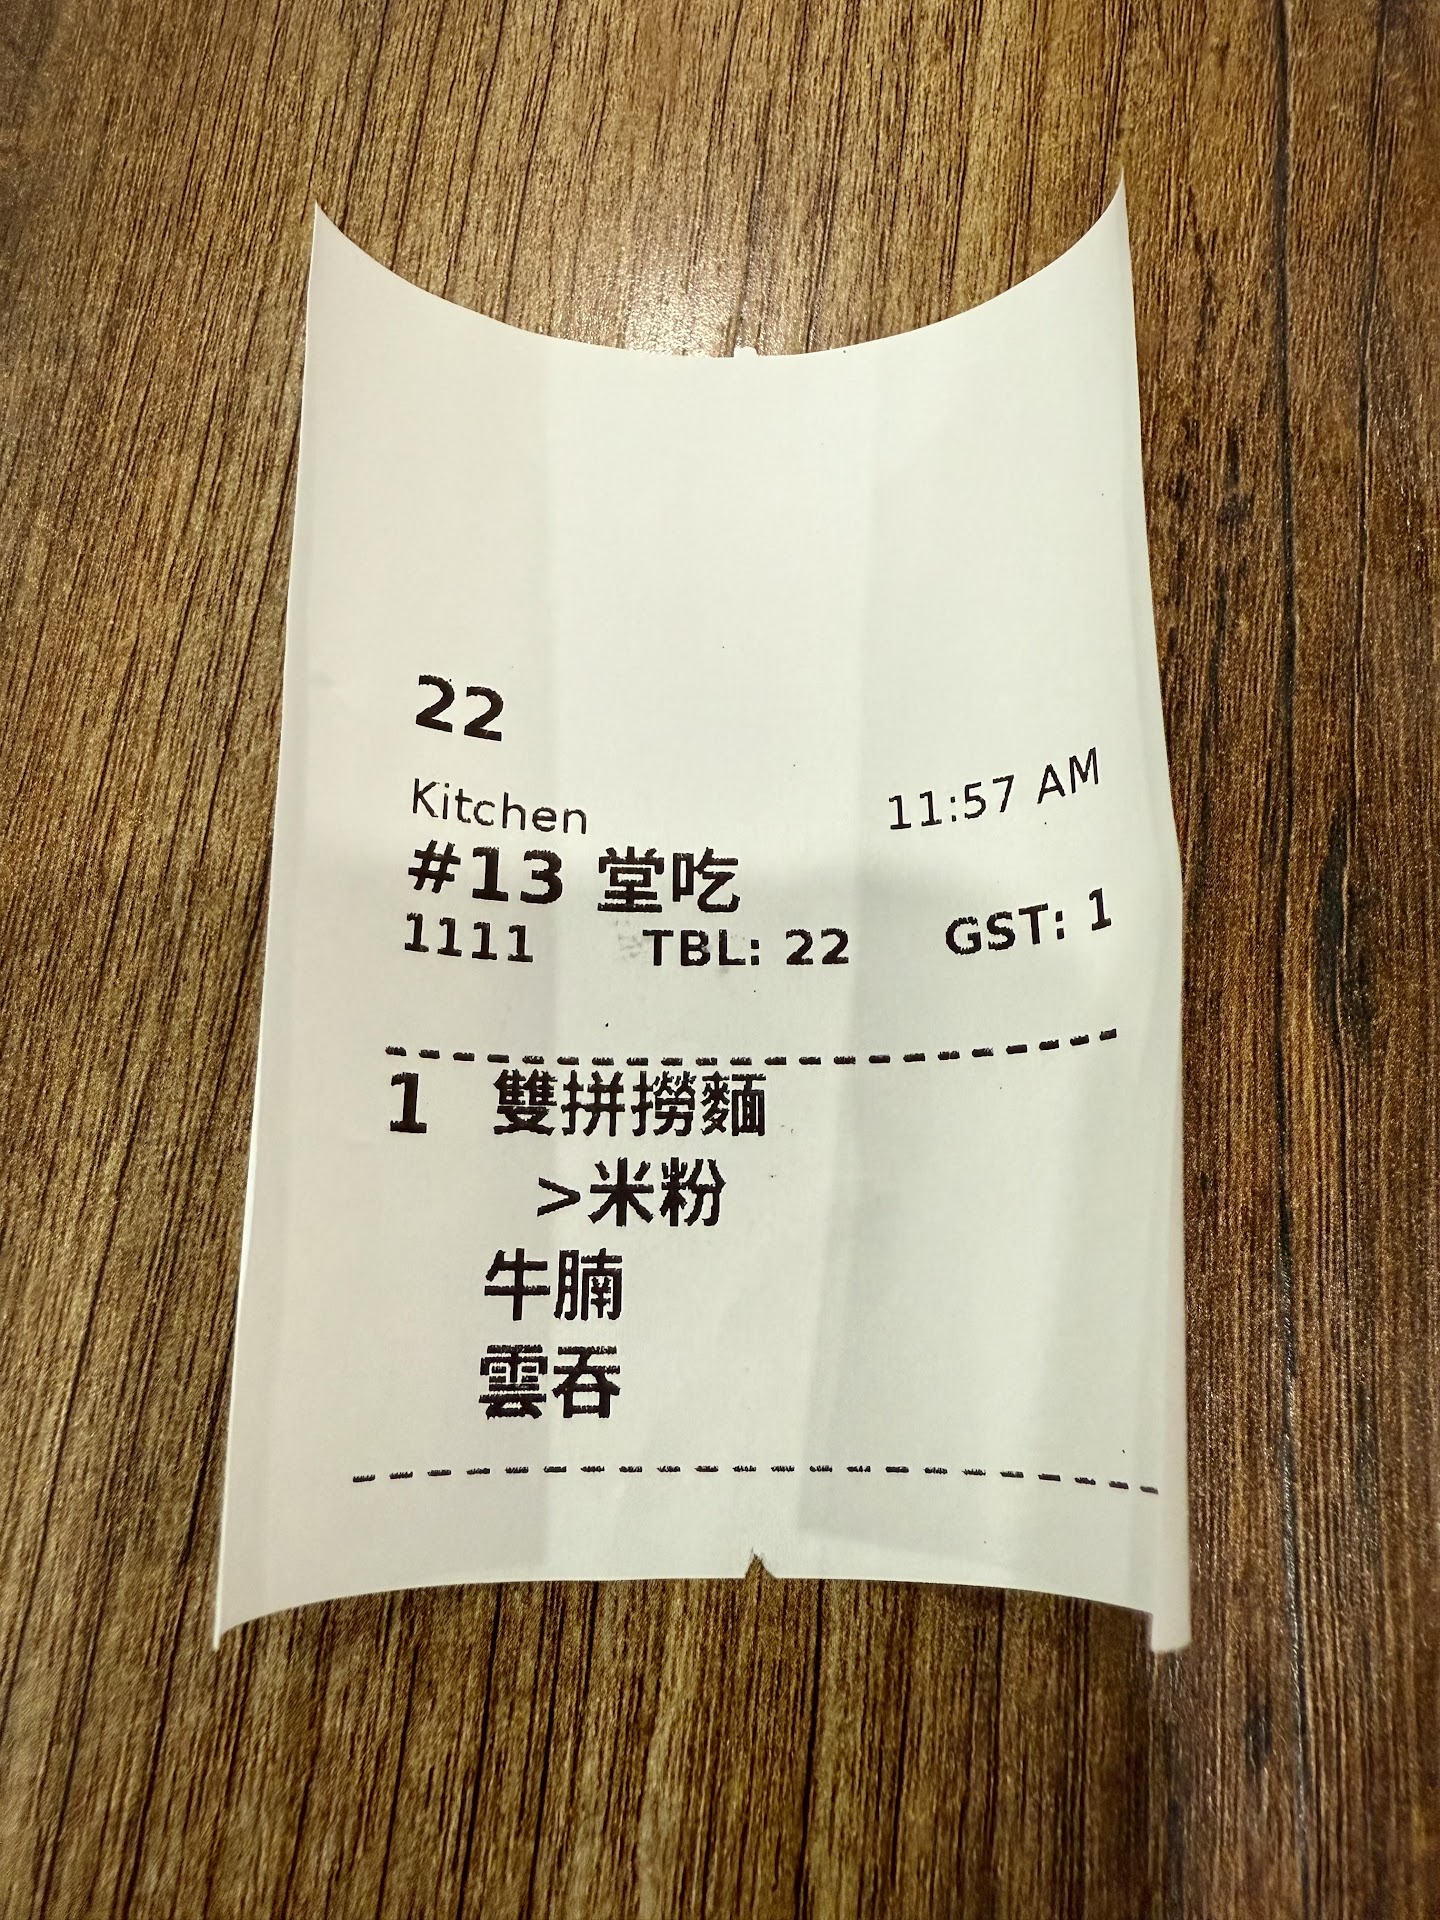 22
Kitchen 11:57 AM
#13 堂吃
1111 TBL: 22 GST: 1
1 雙拼撈麵
>米粉
牛腩
雲吞